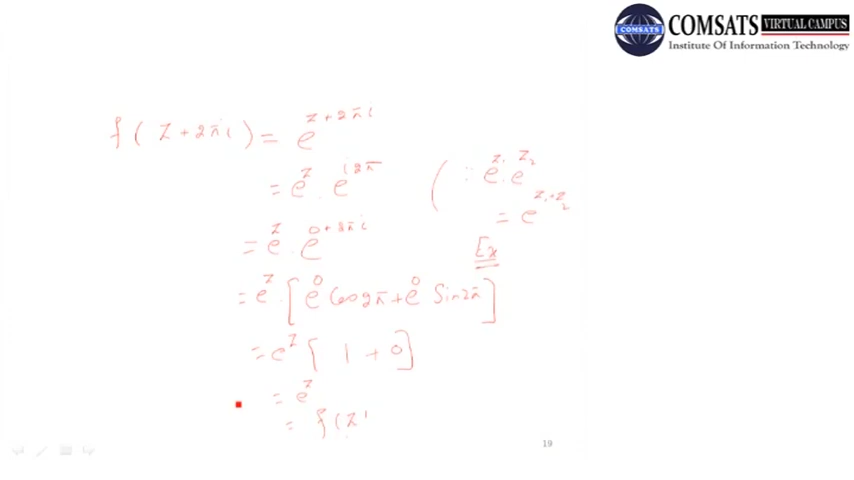 COMSATS VIRTUAL CAMPUS
COMSATS
Institute Of Information Technology
f( z+2πi) = e^{z+2πi}
= e^z . e^{i2π}
( ∵ e^{z₁}. e^{z₂}
= e^{z₁+z₂}
= e^z . e^{0+2πi}
Ex
= e^z . [ e^0 Cos2π + e^0 Sin2π ]
= e^z [ 1 + 0 ]
= e^z
= f(z)
19